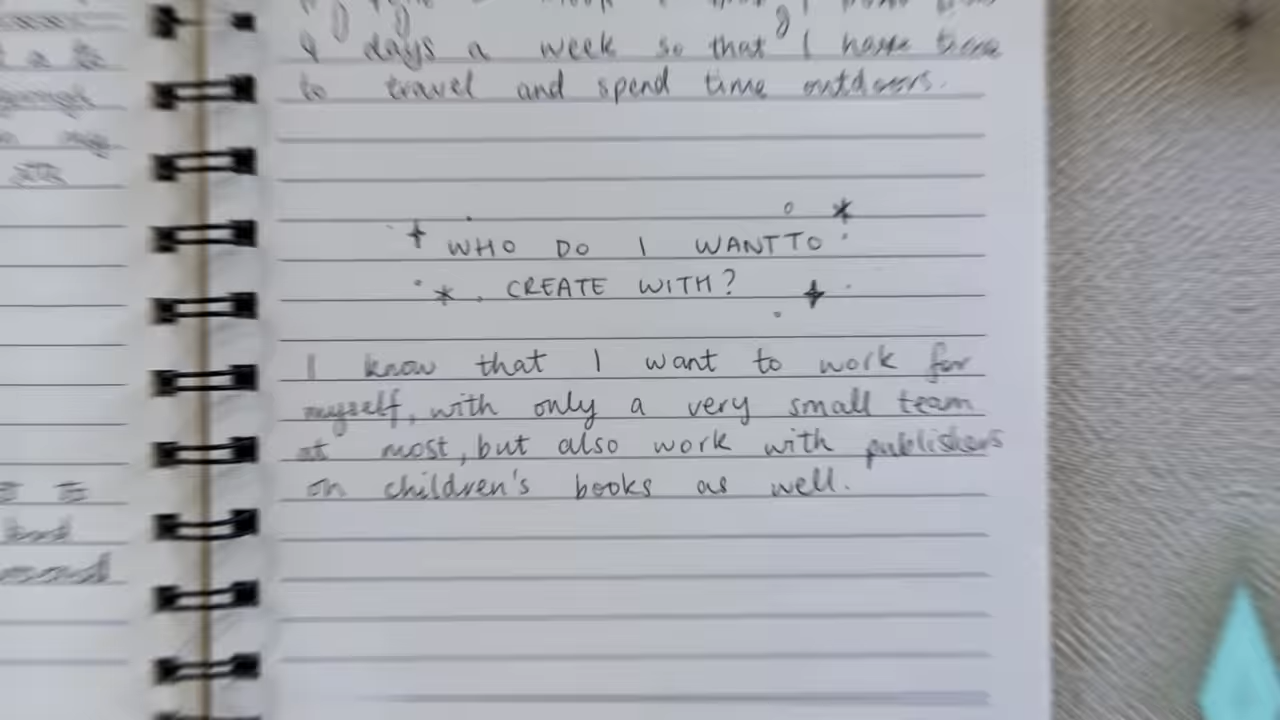 4 days a week so that I have time
to travel and spend time outdoors.
WHO DO I WANT TO
CREATE WITH?
I know that I want to work for
myself, with only a very small team
at most, but also work with publishers
on children's books as well.